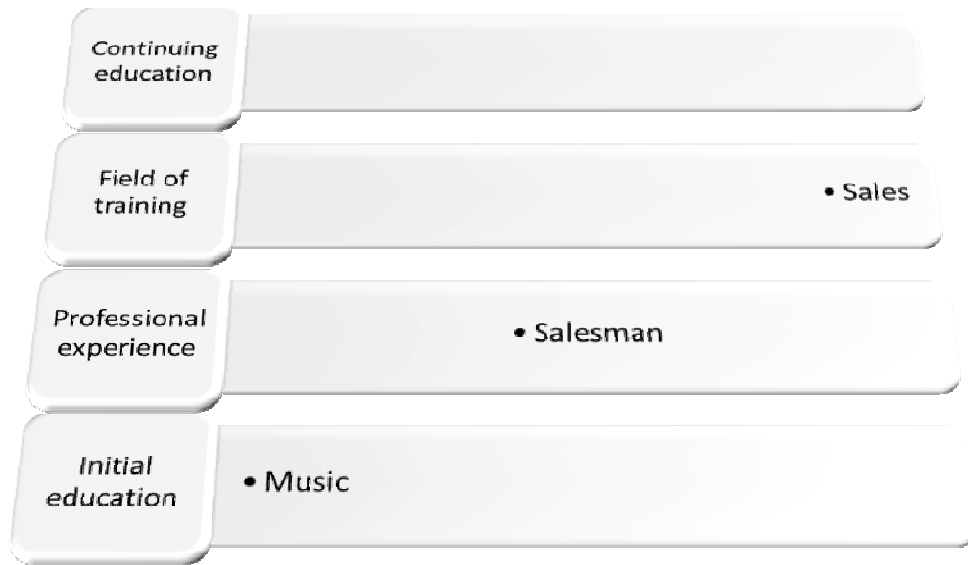 Continuing
education
Field of
training
• Sales
Professional
experience
• Salesman
Initial
education
• Music